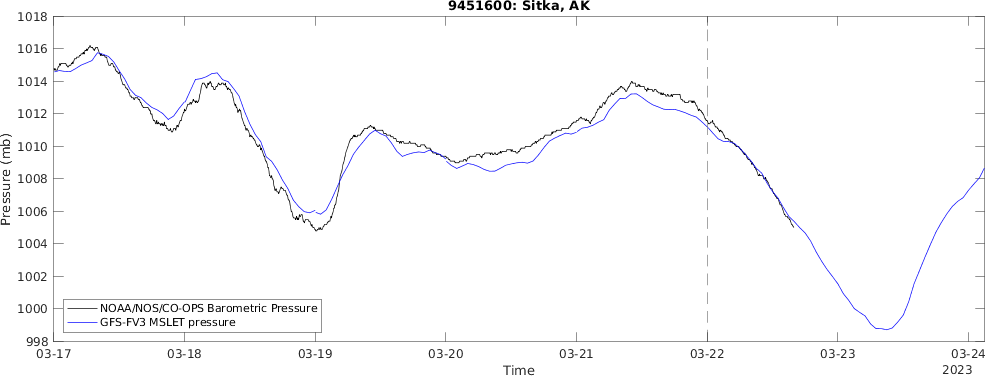 9451600: Sitka, AK
Pressure (mb)
1018
1016
1014
1012
1010
1008
1006
1004
1002
1000
998
NOAA/NOS/CO-OPS Barometric Pressure
GFS-FV3 MSLET pressure
03-17 03-18 03-19 03-20 03-21 03-22 03-23 03-24
2023
Time